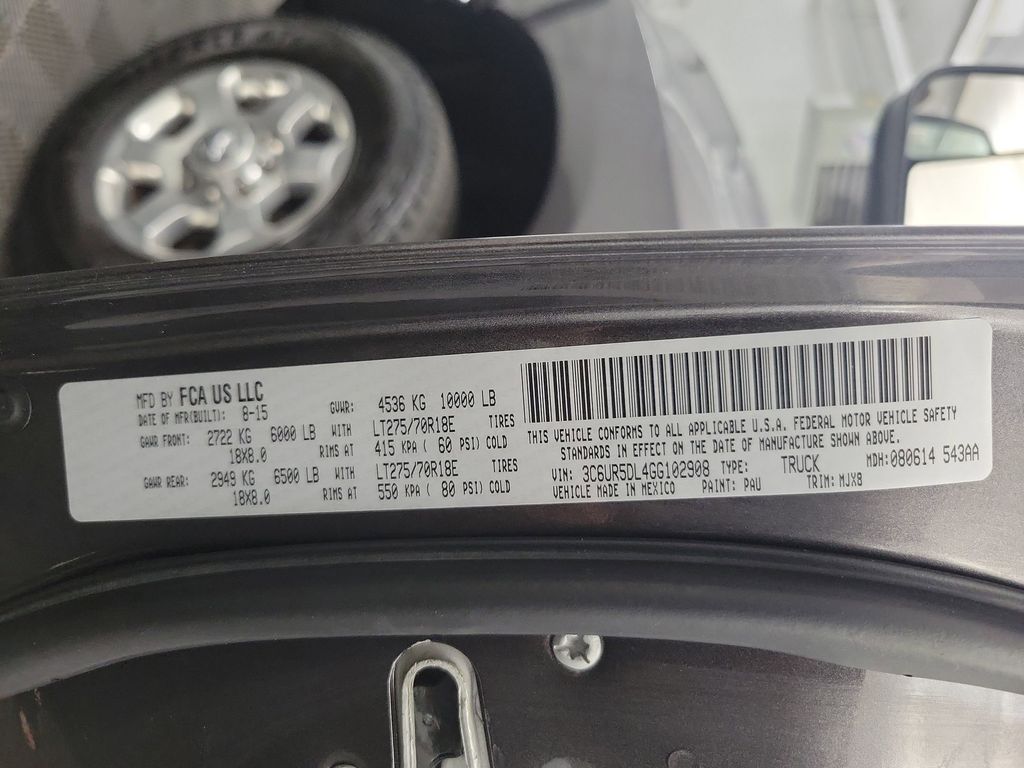 MFD BY FCA US LLC
DATE OF MFR(BUILT): 8-15 GVWR: 4536 KG 10000 LB
GAWR FRONT: 2722 KG 6000 LB WITH LT275/70R18E TIRES
18X8.0 RIMS AT 415 KPA ( 60 PSI) COLD
GAWR REAR: 2949 KG 6500 LB WITH LT275/70R18E TIRES
18X8.0 RIMS AT 550 KPA ( 80 PSI) COLD
THIS VEHICLE CONFORMS TO ALL APPLICABLE U.S.A. FEDERAL MOTOR VEHICLE SAFETY
STANDARDS IN EFFECT ON THE DATE OF MANUFACTURE SHOWN ABOVE.
VIN: 3C6UR5DL4GG102908 TYPE: TRUCK MDH: 080614 543AA
VEHICLE MADE IN MEXICO PAINT: PAU TRIM: MJX8